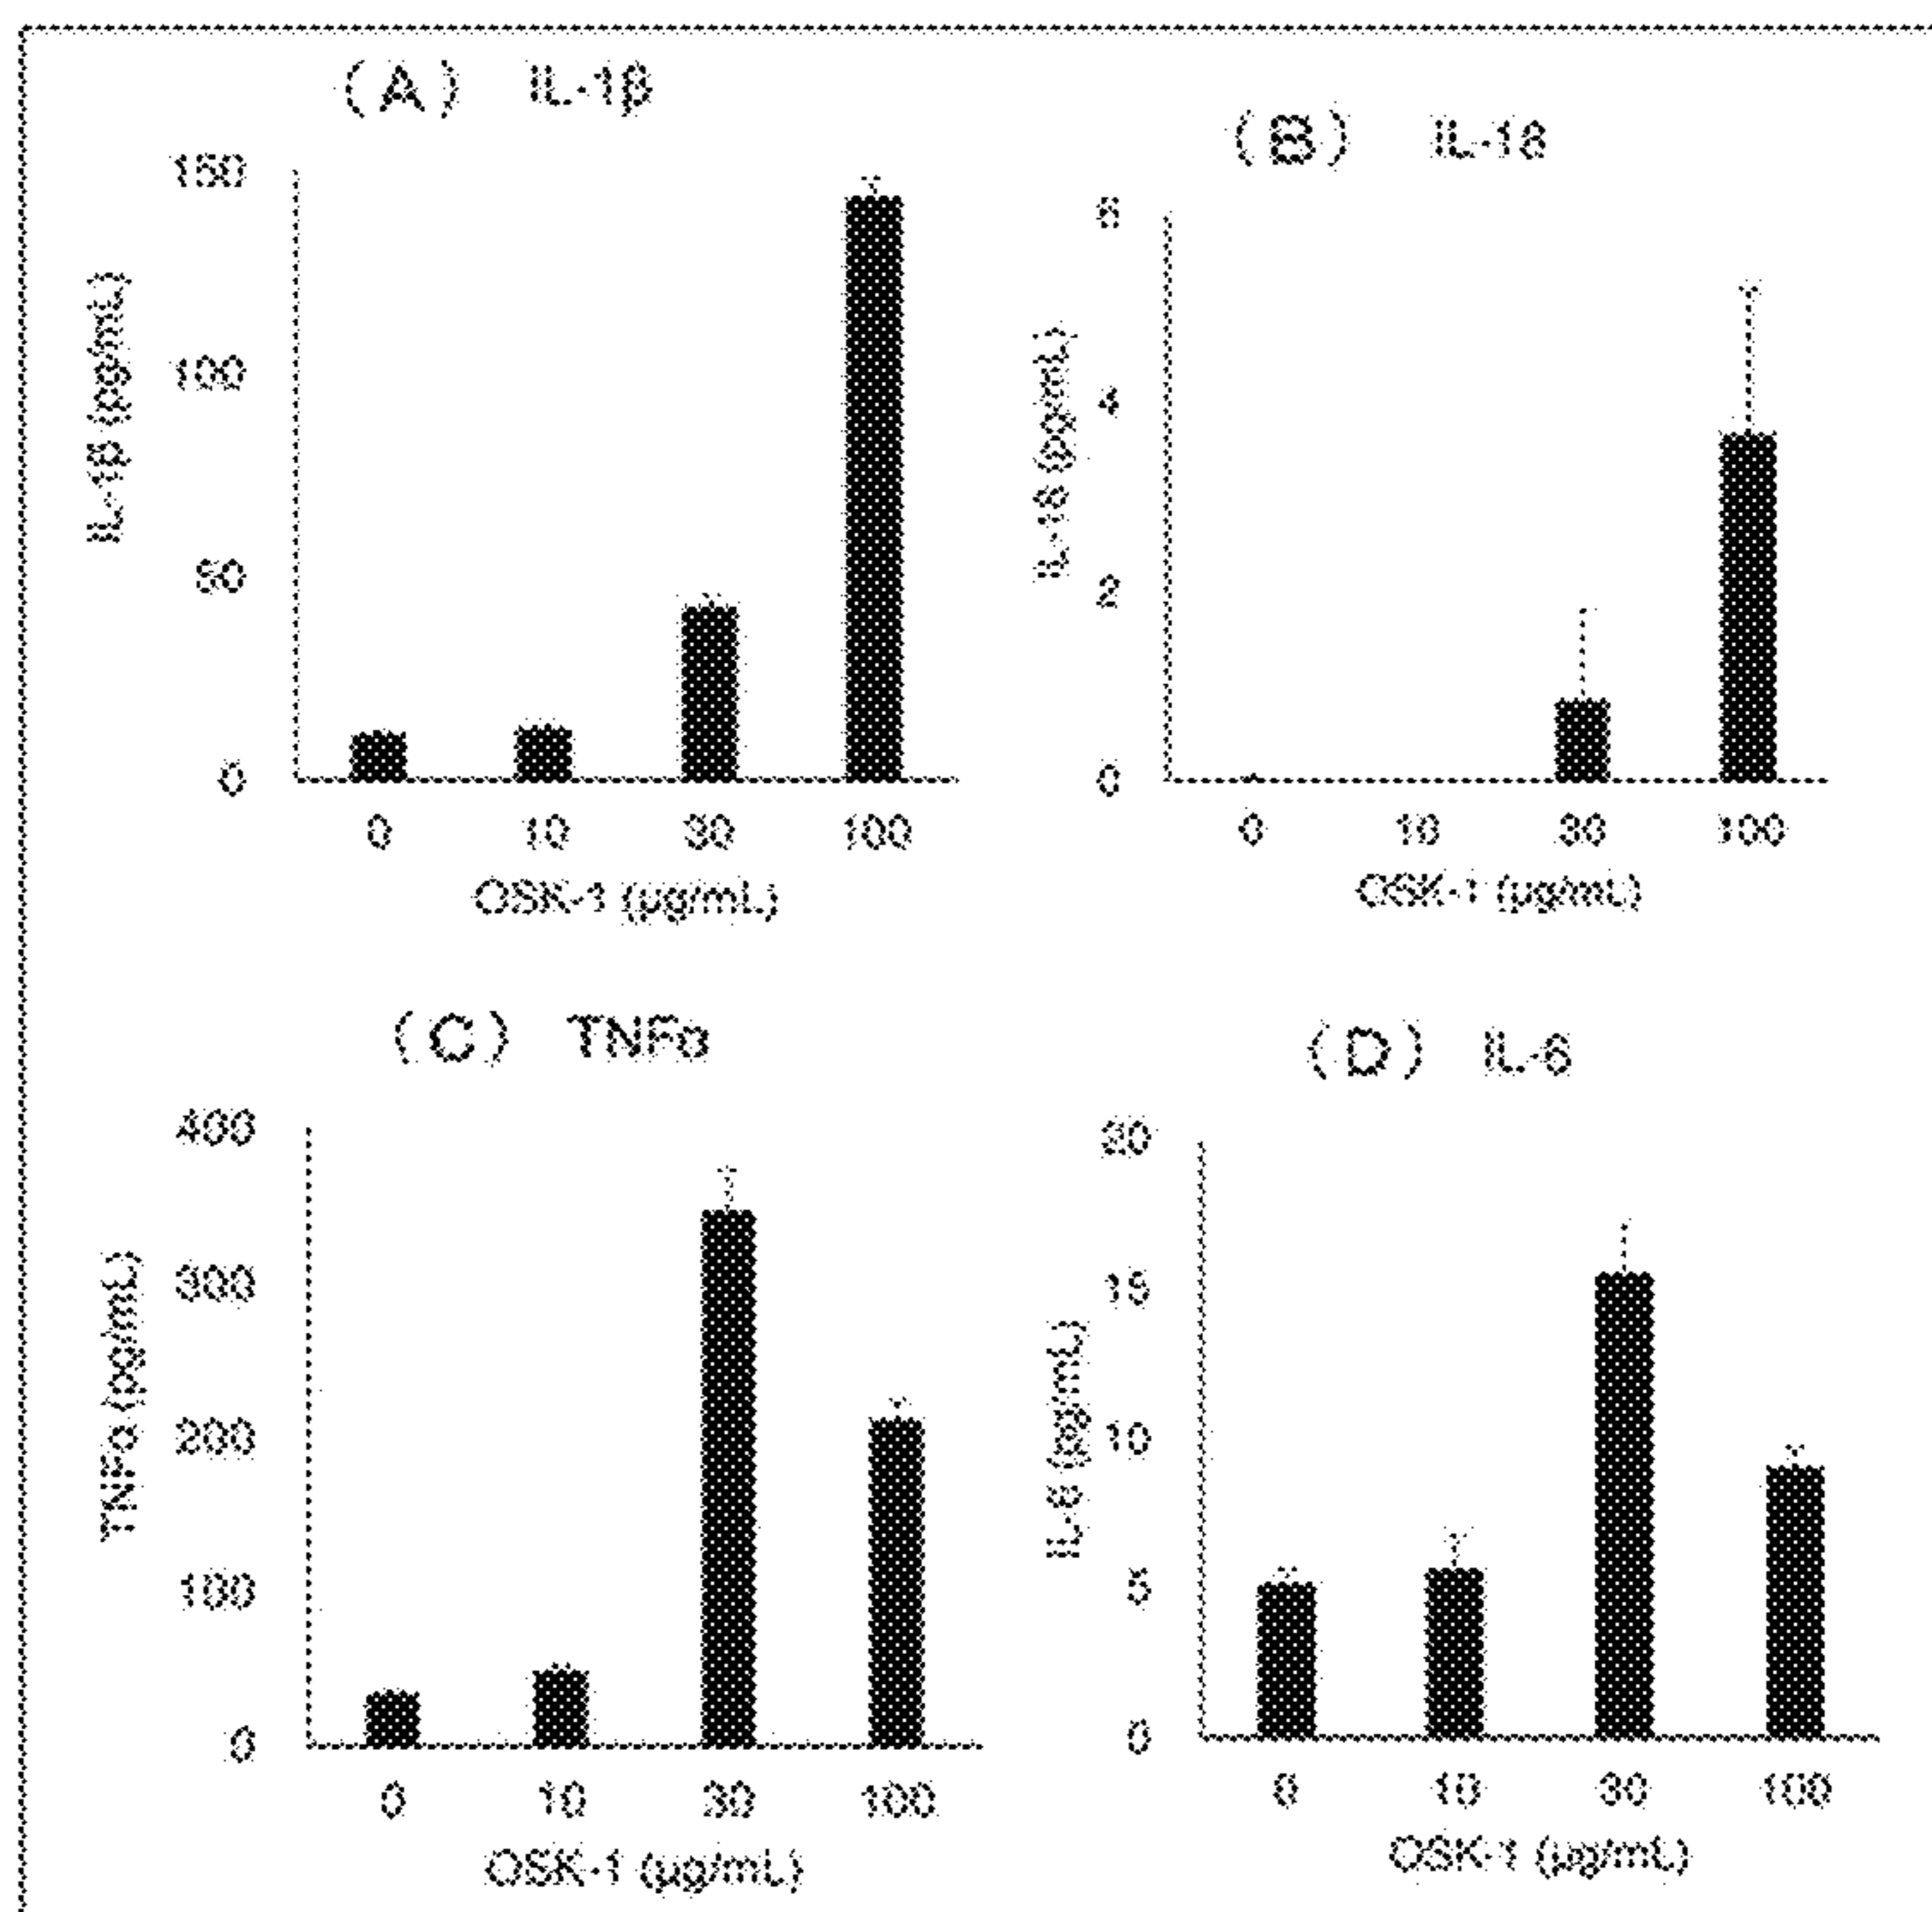 (A) IL-1β
150
100
50
0
IL-1β (pg/mL)
0 10 30 100
OSK-1 (μg/mL)
(B) IL-18
6
4
2
0
IL-18 (pg/mL)
0 10 30 100
OSK-1 (μg/mL)
(C) TNFα
400
300
200
100
0
TNFα (pg/mL)
0 10 30 100
OSK-1 (μg/mL)
(D) IL-6
20
15
10
5
0
IL-6 (pg/mL)
0 10 30 100
OSK-1 (μg/mL)